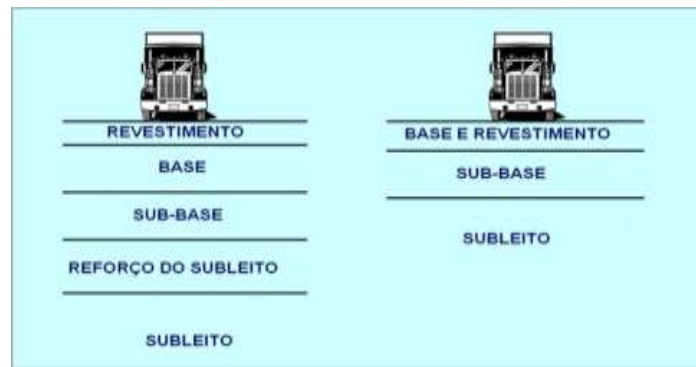 REVESTIMENTO
BASE
SUB-BASE
REFORÇO DO SUBLEITO
SUBLEITO
BASE E REVESTIMENTO
SUB-BASE
SUBLEITO